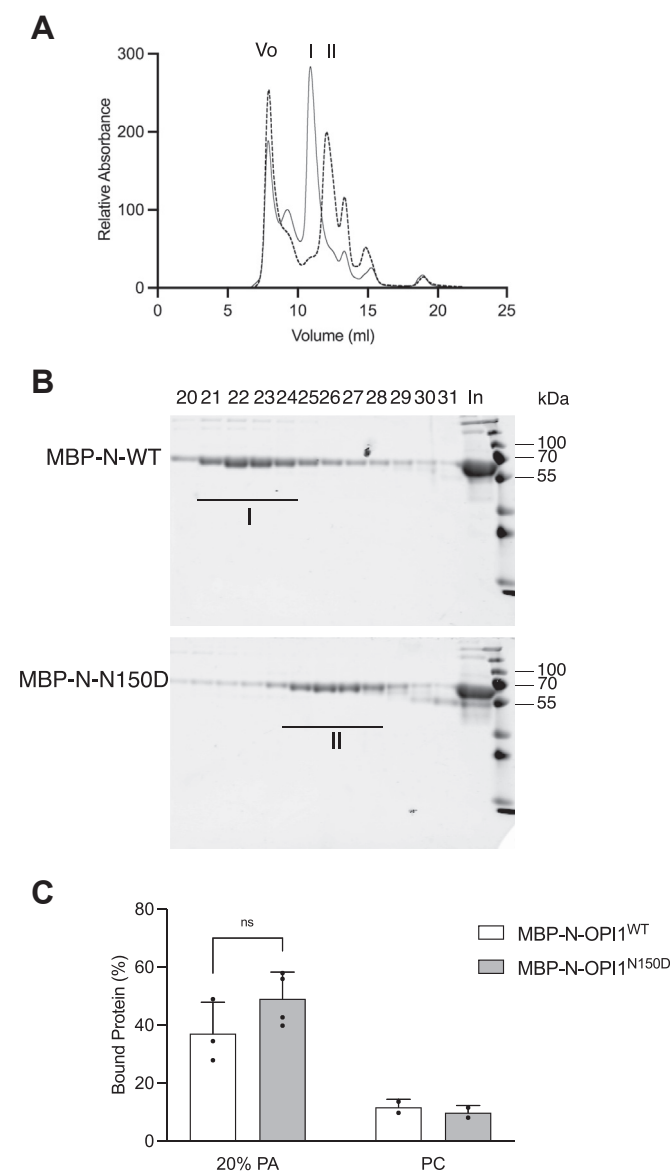 A
Vo I II
300
200
100
0
Relative Absorbance
0 5 10 15 20 25
Volume (ml)
B
20 21 22 23 24 25 26 27 28 29 30 31 In kDa
MBP-N-WT
100
70
55
I
MBP-N-N150D
100
70
55
II
C
80
60
40
20
0
Bound Protein (%)
ns
MBP-N-OPI1WT
MBP-N-OPI1N150D
20% PA PC